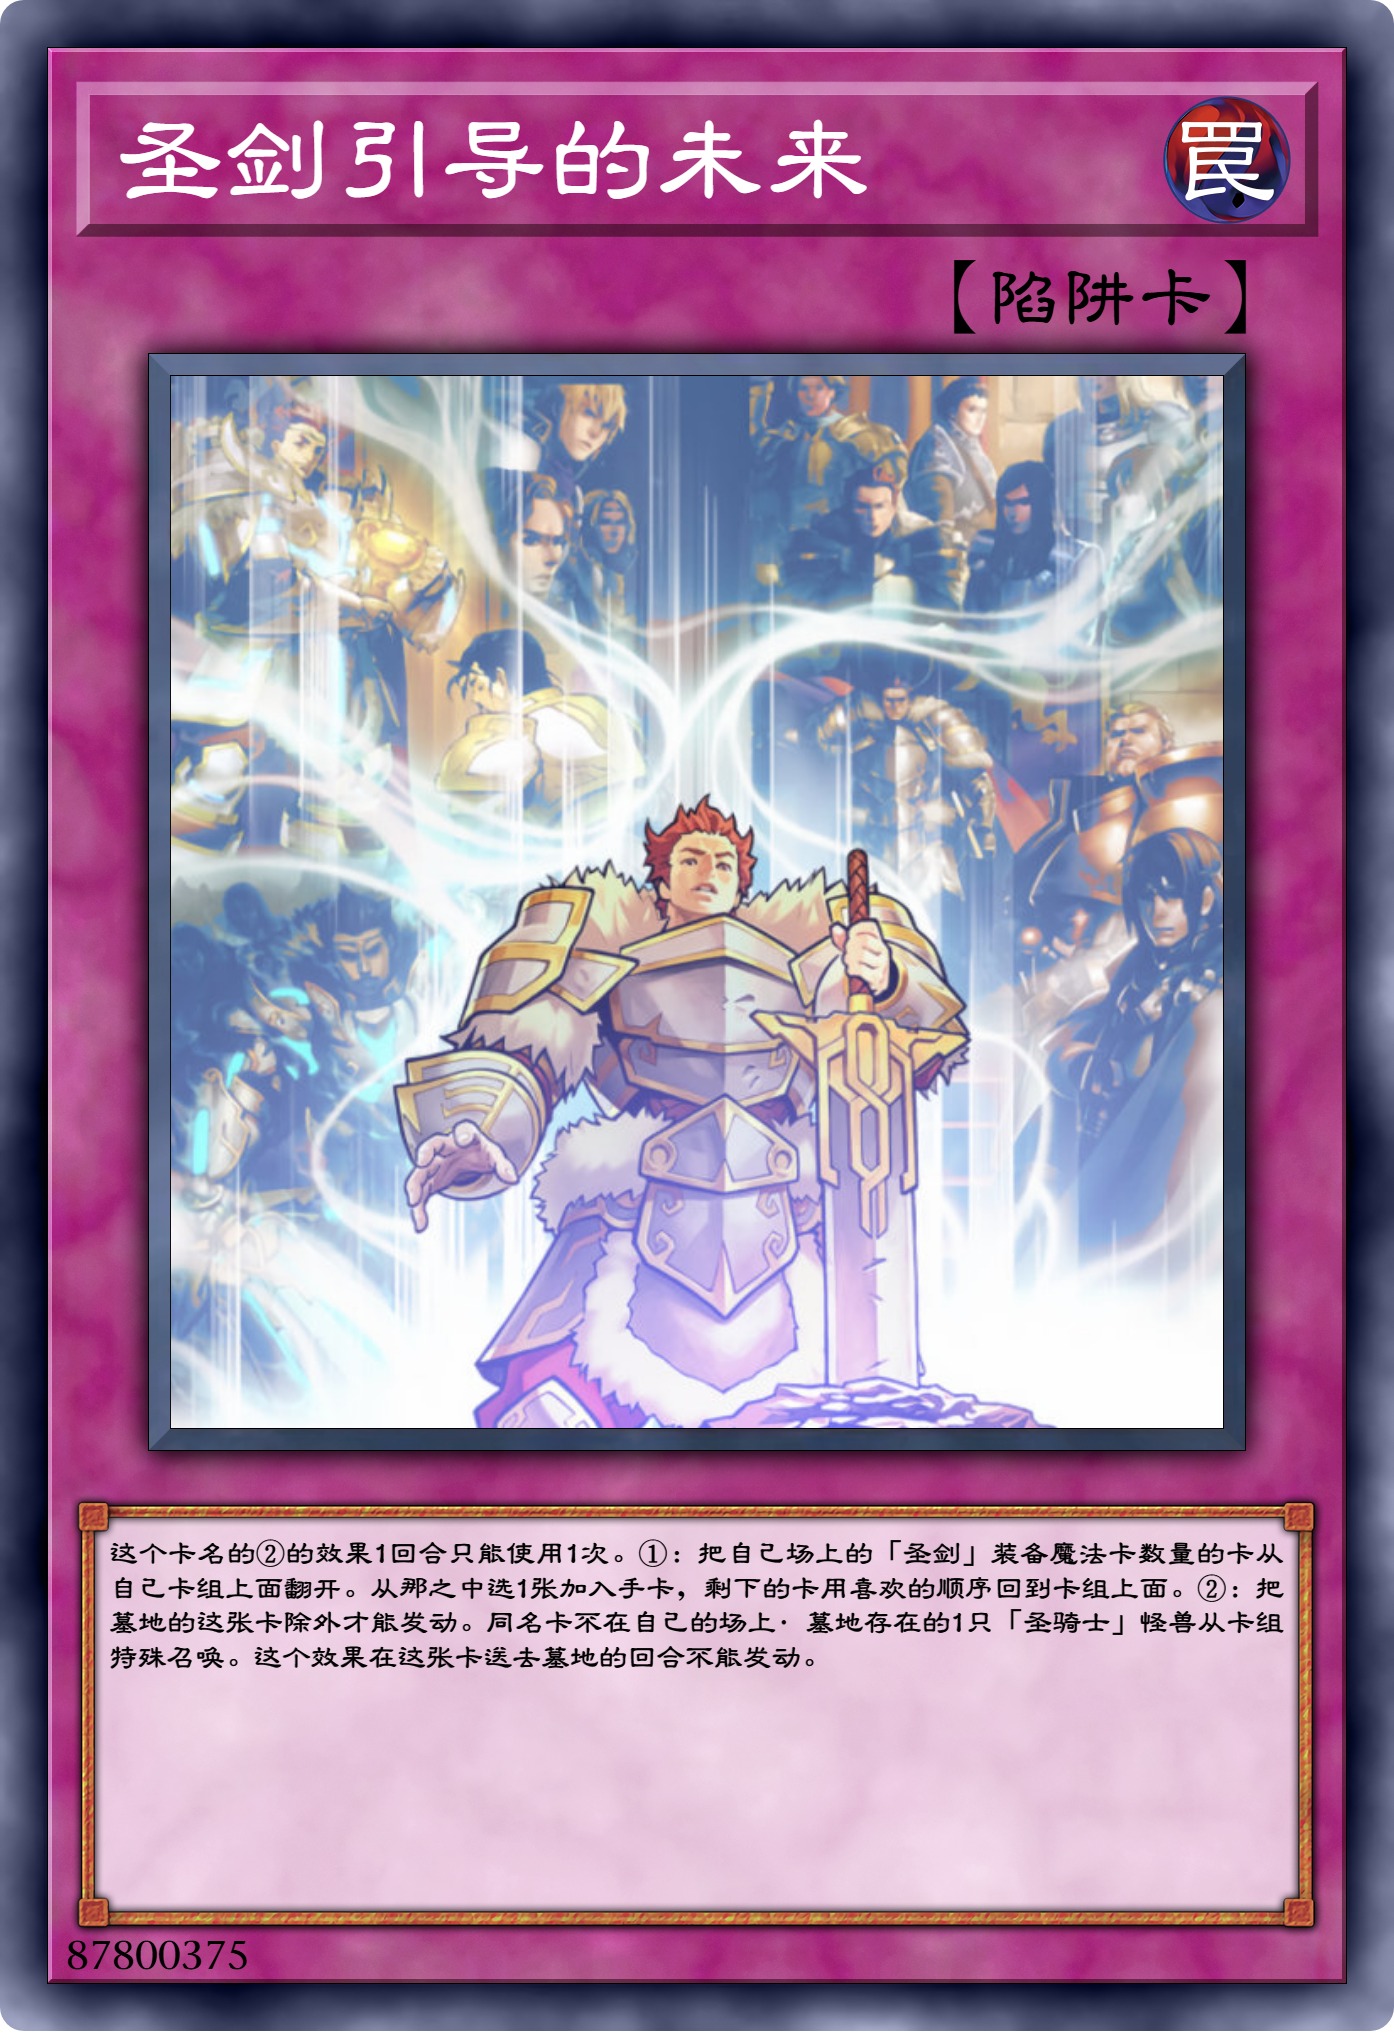 圣剑引导的未来
罠
【陷阱卡】
这个卡名的②的效果1回合只能使用1次。①：把自己场上的「圣剑」装备魔法卡数量的卡从
自己卡组上面翻开。从那之中选1张加入手卡，剩下的卡用喜欢的顺序回到卡组上面。②：把
墓地的这张卡除外才能发动。同名卡不在自己的场上·墓地存在的1只「圣骑士」怪兽从卡组
特殊召唤。这个效果在这张卡送去墓地的回合不能发动。
87800375